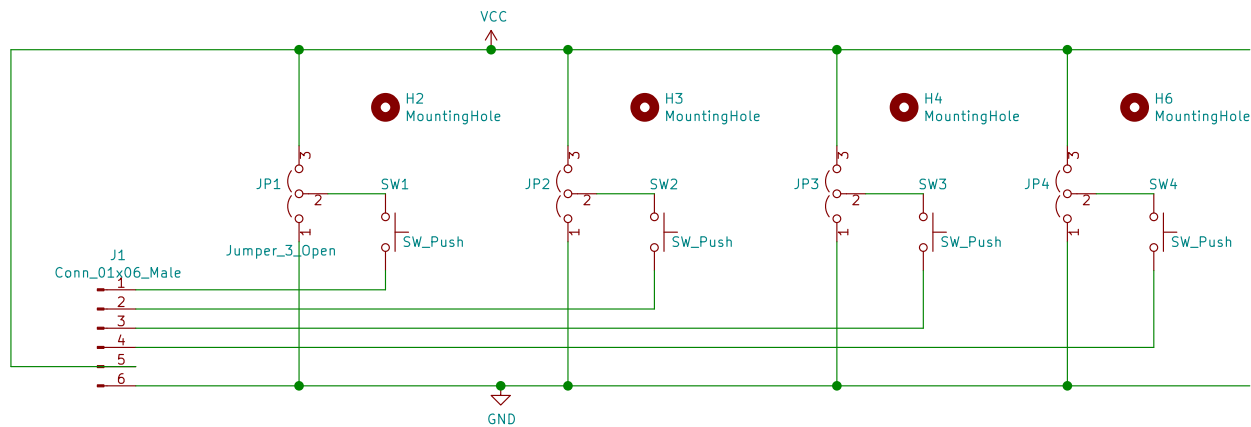 VCC
H2
MountingHole
H3
MountingHole
H4
MountingHole
H6
MountingHole
3
JP1
2
1
SW1
SW_Push
Jumper_3_Open
3
JP2
2
1
SW2
SW_Push
3
JP3
2
1
SW3
SW_Push
3
JP4
2
1
SW4
SW_Push
J1
Conn_01x06_Male
1
2
3
4
5
6
GND